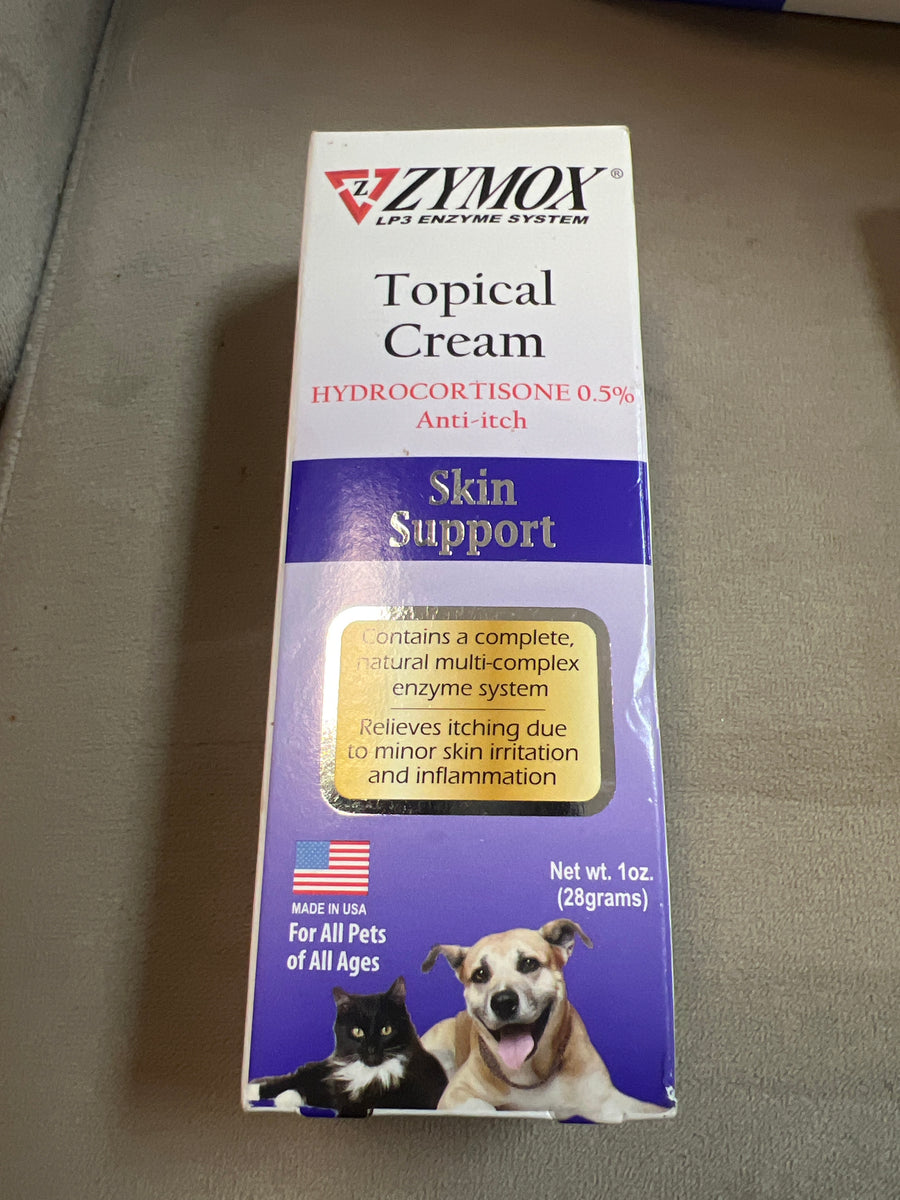 Z ZYMOX®
LP3 ENZYME SYSTEM
Topical
Cream
HYDROCORTISONE 0.5%
Anti-itch
Skin
Support
Contains a complete,
natural multi-complex
enzyme system
Relieves itching due
to minor skin irritation
and inflammation
MADE IN USA
For All Pets
of All Ages
Net wt. 1oz.
(28grams)